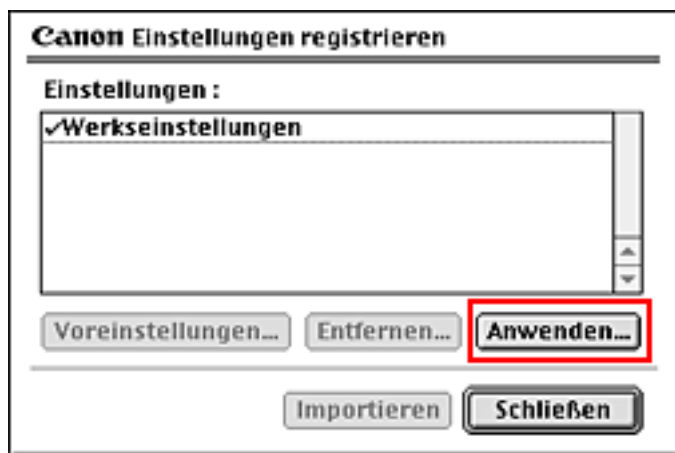 Canon Einstellungen registrieren
Einstellungen :
✓Werkseinstellungen
Voreinstellungen... Entfernen... Anwenden...
Importieren Schließen